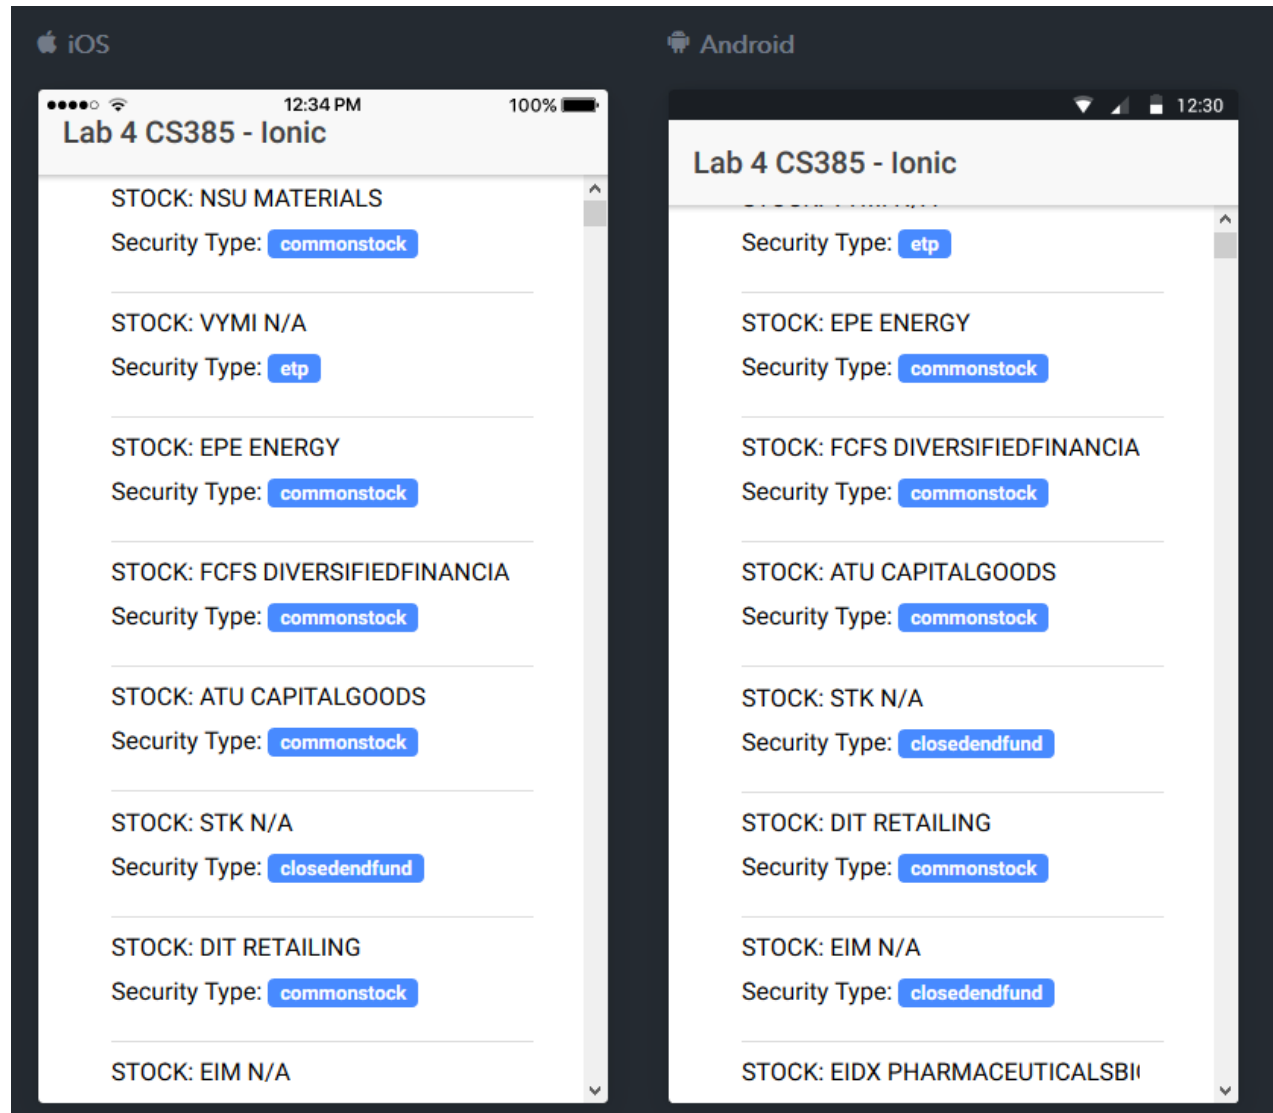 iOS
12:34 PM
100%
Lab 4 CS385 - Ionic
STOCK: NSU MATERIALS
Security Type: commonstock
STOCK: VYMI N/A
Security Type: etp
STOCK: EPE ENERGY
Security Type: commonstock
STOCK: FCFS DIVERSIFIEDFINANCIA
Security Type: commonstock
STOCK: ATU CAPITALGOODS
Security Type: commonstock
STOCK: STK N/A
Security Type: closedendfund
STOCK: DIT RETAILING
Security Type: commonstock
STOCK: EIM N/A
Android
12:30
Lab 4 CS385 - Ionic
Security Type: etp
STOCK: EPE ENERGY
Security Type: commonstock
STOCK: FCFS DIVERSIFIEDFINANCIA
Security Type: commonstock
STOCK: ATU CAPITALGOODS
Security Type: commonstock
STOCK: STK N/A
Security Type: closedendfund
STOCK: DIT RETAILING
Security Type: commonstock
STOCK: EIM N/A
Security Type: closedendfund
STOCK: EIDX PHARMACEUTICALSBI